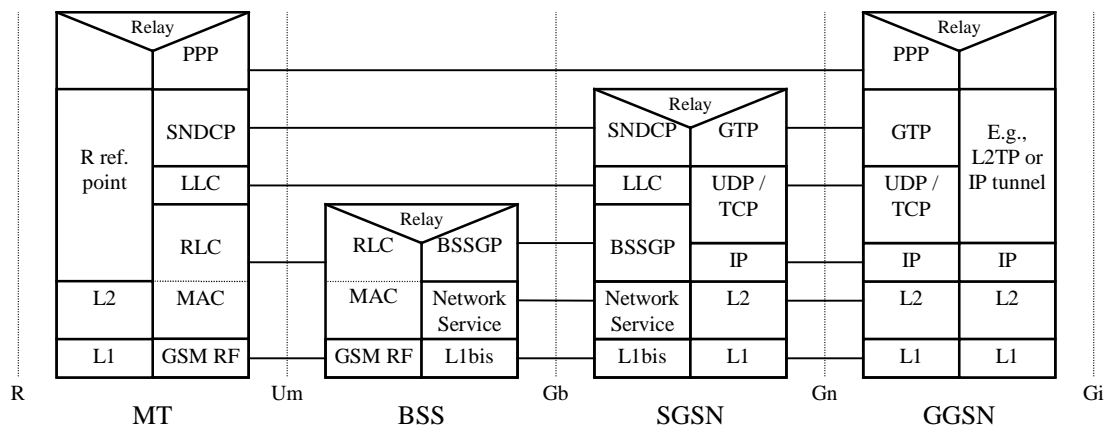 Relay
PPP
Relay
PPP
Relay
SNDCP
SNDCP
GTP
GTP
E.g.,
L2TP or
IP tunnel
R ref.
point
LLC
LLC
UDP /
TCP
UDP /
TCP
Relay
RLC
RLC
BSSGP
BSSGP
IP
IP
IP
L2
MAC
MAC
Network
Service
Network
Service
L2
L2
L2
L1
GSM RF
GSM RF
L1bis
L1bis
L1
L1
L1
R
Um
Gb
Gn
Gi
MT
BSS
SGSN
GGSN